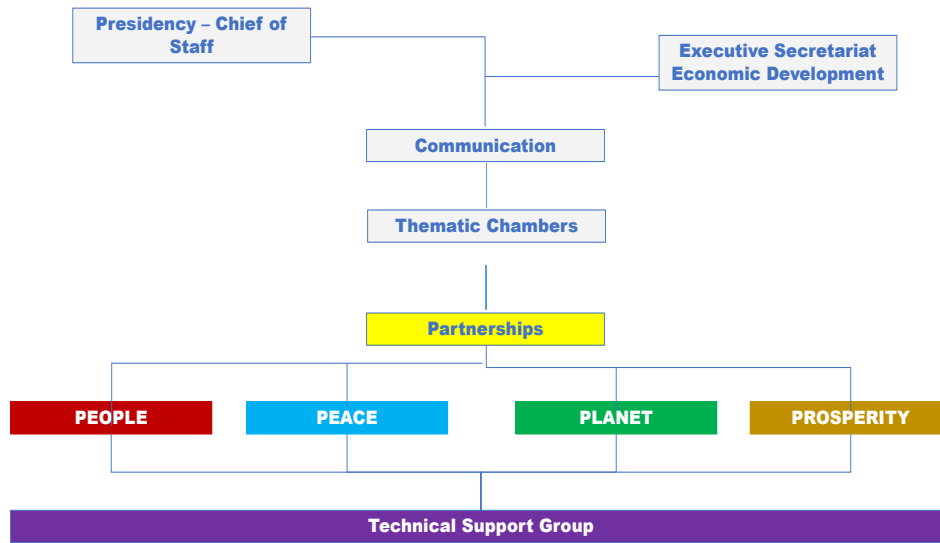 Presidency – Chief of
Staff
Executive Secretariat
Economic Development
Communication
Thematic Chambers
Partnerships
PEOPLE
PEACE
PLANET
PROSPERITY
Technical Support Group